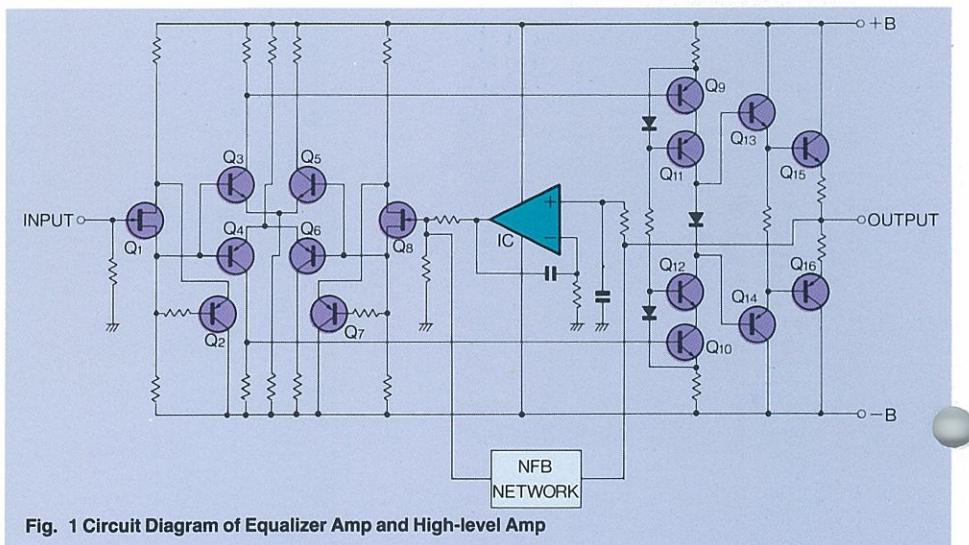 +B
Q9
Q13
Q11
Q15
Q3
Q5
INPUT
Q1
Q4
Q6
Q8
+
IC
−
OUTPUT
Q12
Q16
Q14
Q2
Q7
Q10
−B
NFB
NETWORK
Fig. 1 Circuit Diagram of Equalizer Amp and High-level Amp